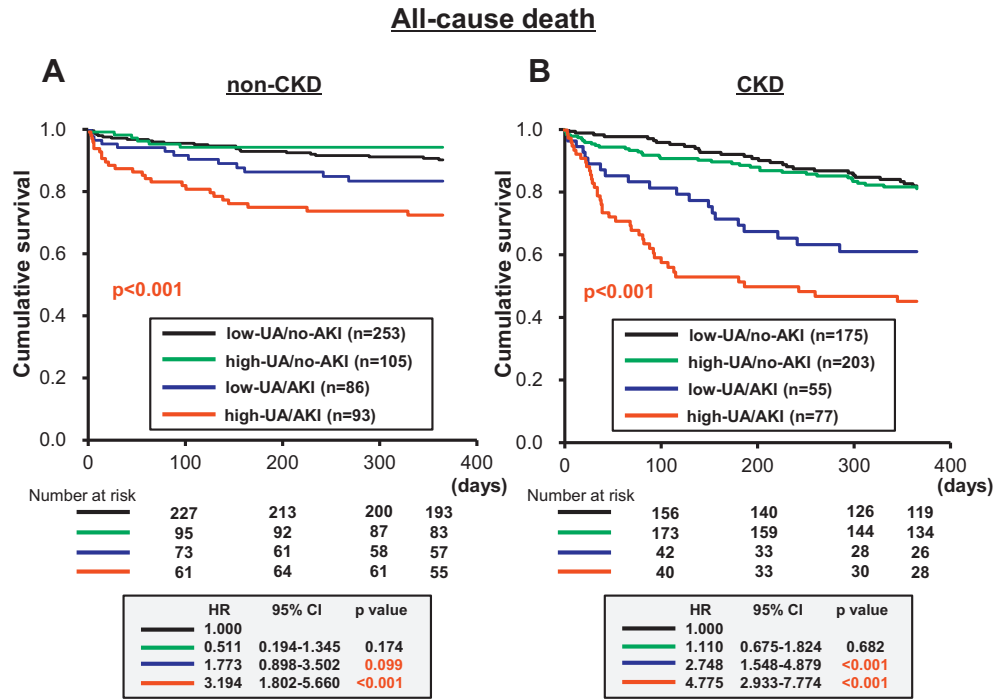 All-cause death
A
non-CKD
1.0
0.8
0.6
0.4
0.2
0.0
Cumulative survival
p<0.001
low-UA/no-AKI (n=253)
high-UA/no-AKI (n=105)
low-UA/AKI (n=86)
high-UA/AKI (n=93)
0 100 200 300 400
(days)
Number at risk
227 213 200 193
95 92 87 83
73 61 58 57
61 64 61 55
HR 95% CI p value
1.000
0.511 0.194-1.345 0.174
1.773 0.898-3.502 0.099
3.194 1.802-5.660 <0.001
B
CKD
1.0
0.8
0.6
0.4
0.2
0.0
Cumulative survival
p<0.001
low-UA/no-AKI (n=175)
high-UA/no-AKI (n=203)
low-UA/AKI (n=55)
high-UA/AKI (n=77)
0 100 200 300 400
(days)
Number at risk
156 140 126 119
173 159 144 134
42 33 28 26
40 33 30 28
HR 95% CI p value
1.000
1.110 0.675-1.824 0.682
2.748 1.548-4.879 <0.001
4.775 2.933-7.774 <0.001